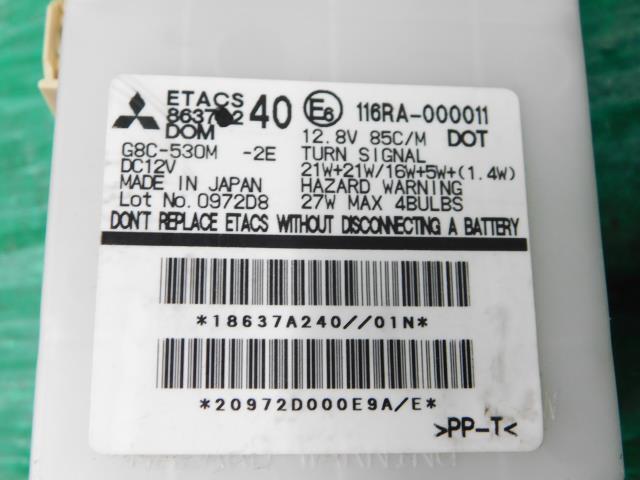 ETACS
40
E6
116RA-000011
DOM
12.8V 85C/M DOT
G8C-530M -2E
TURN SIGNAL
DC12V
21W+21W/16W+5W+(1.4W)
MADE IN JAPAN
HAZARD WARNING
Lot No. 0972D8
27W MAX 4BULBS
DON'T REPLACE ETACS WITHOUT DISCONNECTING A BATTERY
*18637A240//01N*
*20972D000E9A/E*
>PP-T<